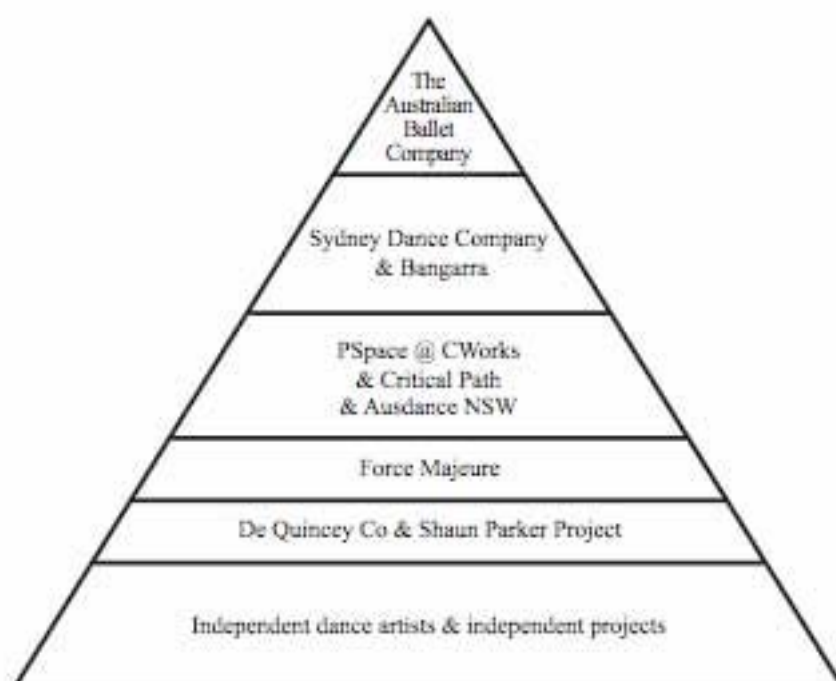 The
Australian
Ballet
Company
Sydney Dance Company
& Bangarra
PSpace @ CWorks
& Critical Path
& Ausdance NSW
Force Majeure
De Quincey Co & Shaun Parker Project
Independent dance artists & independent projects